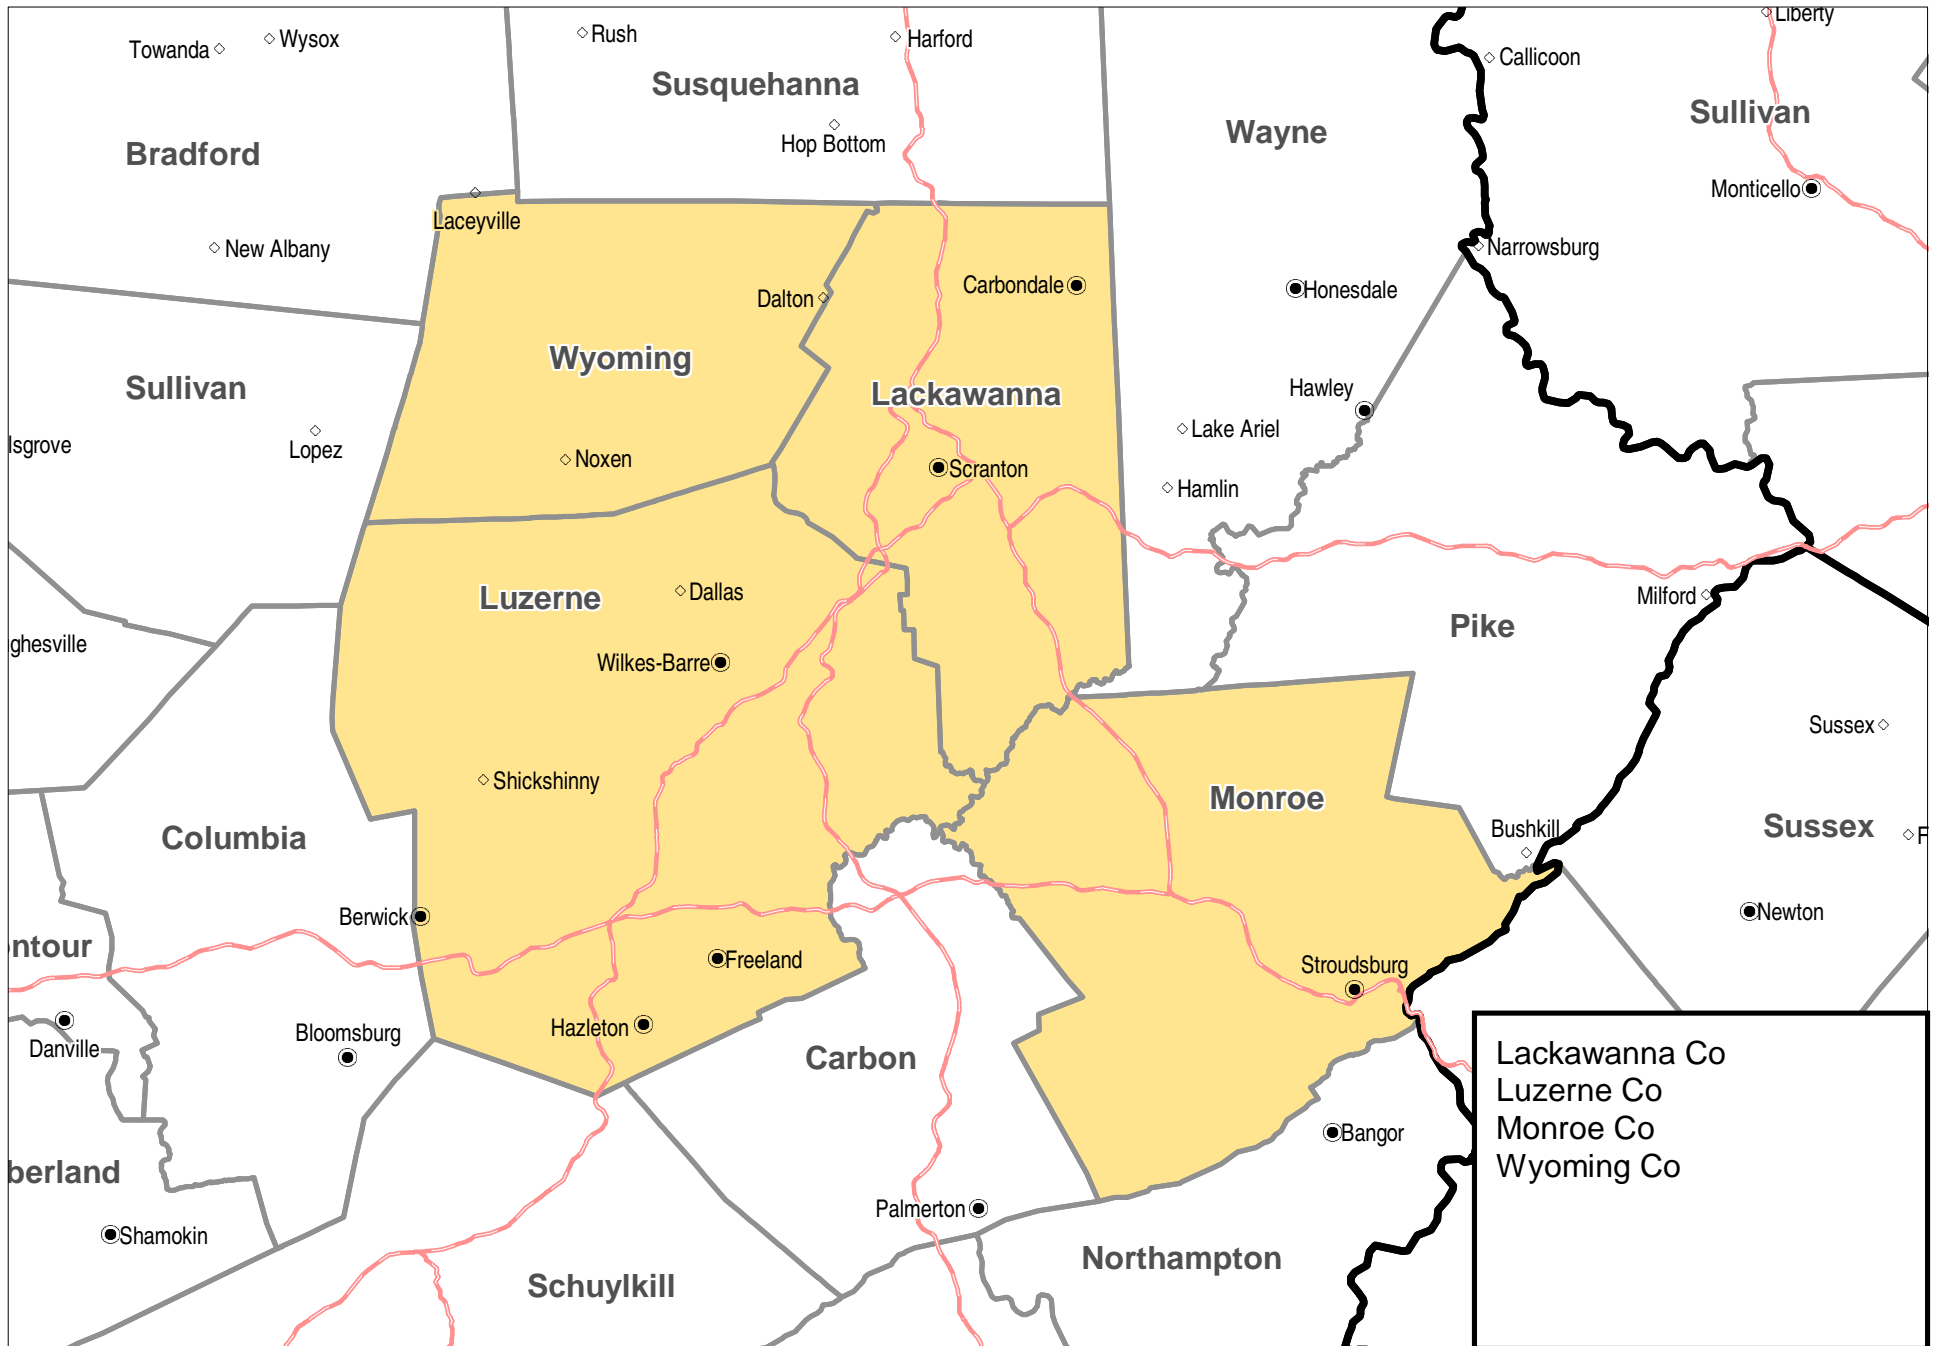 Liberty
Towanda
Wysox
Rush
Harford
Callicoon
Susquehanna
Sullivan
Wayne
Hop Bottom
Bradford
Monticello
Laceyville
New Albany
Narrowsburg
Carbondale
Honesdale
Dalton
Wyoming
Sullivan
Hawley
Lackawanna
Lake Ariel
lsgrove
Lopez
Noxen
Scranton
Hamlin
Luzerne
Dallas
Milford
Pike
ghesville
Wilkes-Barre
Sussex
Shickshinny
Monroe
Columbia
Bushkill
Sussex
F
Berwick
Newton
ontour
Freeland
Stroudsburg
Hazleton
Bloomsburg
Danville
Carbon
Lackawanna Co
Luzerne Co
Monroe Co
Wyoming Co
Bangor
berland
Palmerton
Shamokin
Northampton
Schuylkill